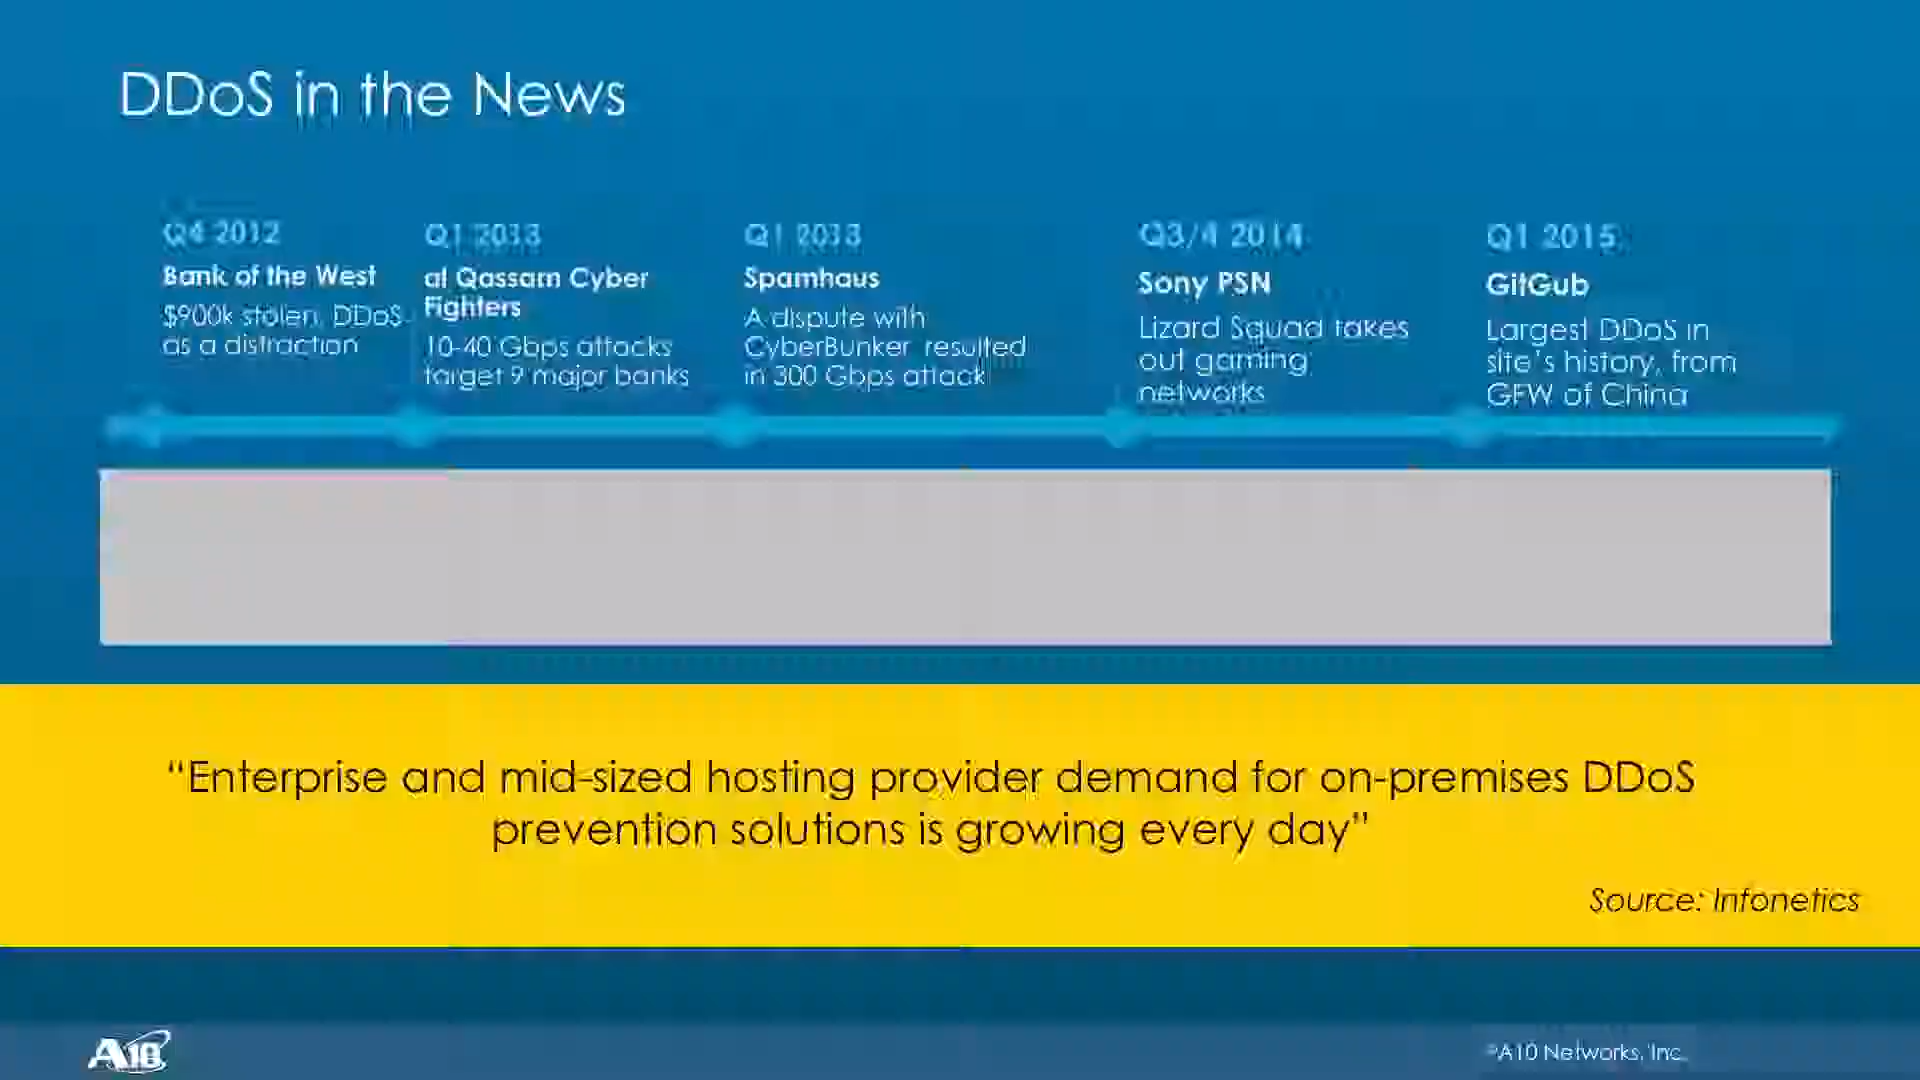 DDoS in the News
Q4 2012
Bank of the West
$900k stolen, DDoS
as a distraction
Q1 2013
al Qassam Cyber
Fighters
10-40 Gbps attacks
target 9 major banks
Q1 2013
Spamhaus
A dispute with
CyberBunker resulted
in 300 Gbps attack
Q3/4 2014
Sony PSN
Lizard Squad takes
out gaming
networks
Q1 2015
GitGub
Largest DDoS in
site's history, from
GFW of China
“Enterprise and mid-sized hosting provider demand for on-premises DDoS
prevention solutions is growing every day”
Source: Infonetics
A10
©A10 Networks, Inc.